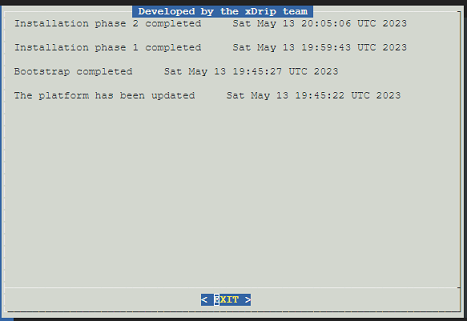 Developed by the xDrip team
Installation phase 2 completed Sat May 13 20:05:06 UTC 2023
Installation phase 1 completed Sat May 13 19:59:43 UTC 2023
Bootstrap completed Sat May 13 19:45:27 UTC 2023
The platform has been updated Sat May 13 19:45:22 UTC 2023
< EXIT >